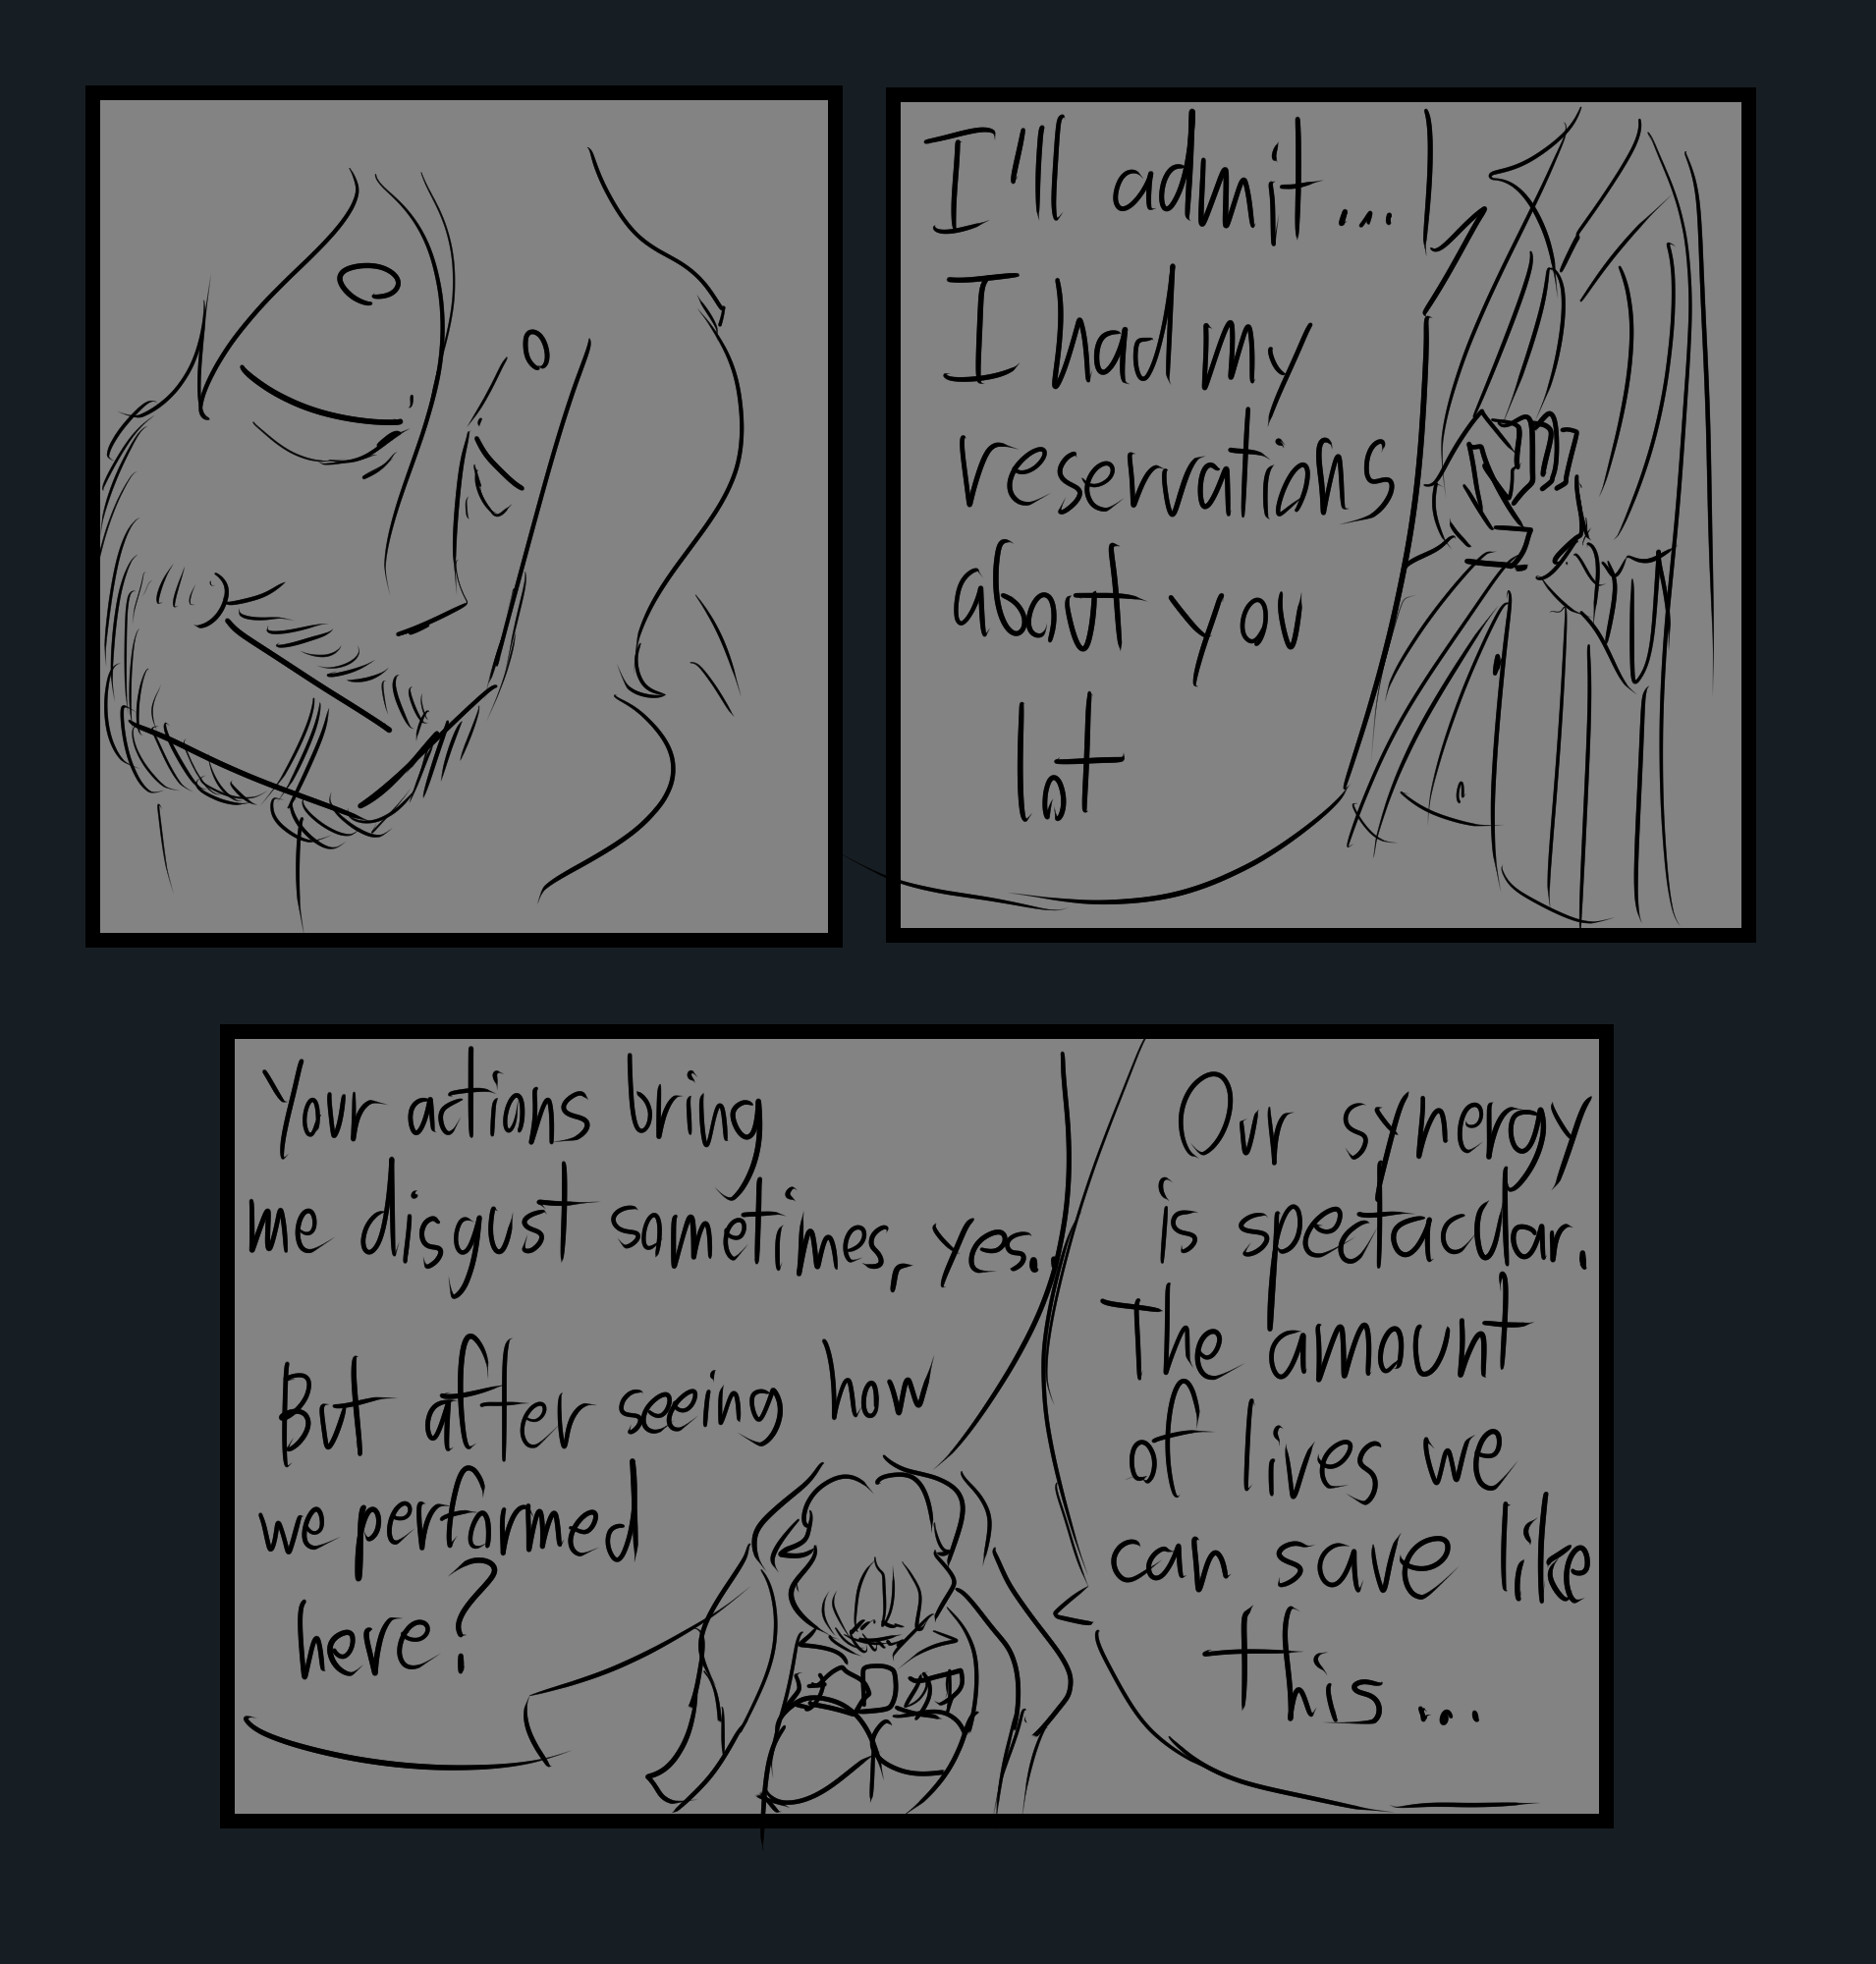 I'll admit...
I had my
reservations
about you
lot
Your actions bring
me disgust sometimes, yes.
But after seeing how
we performed
here?
Our synergy
is spectacular.
The amount
of lives we
can save like
this...